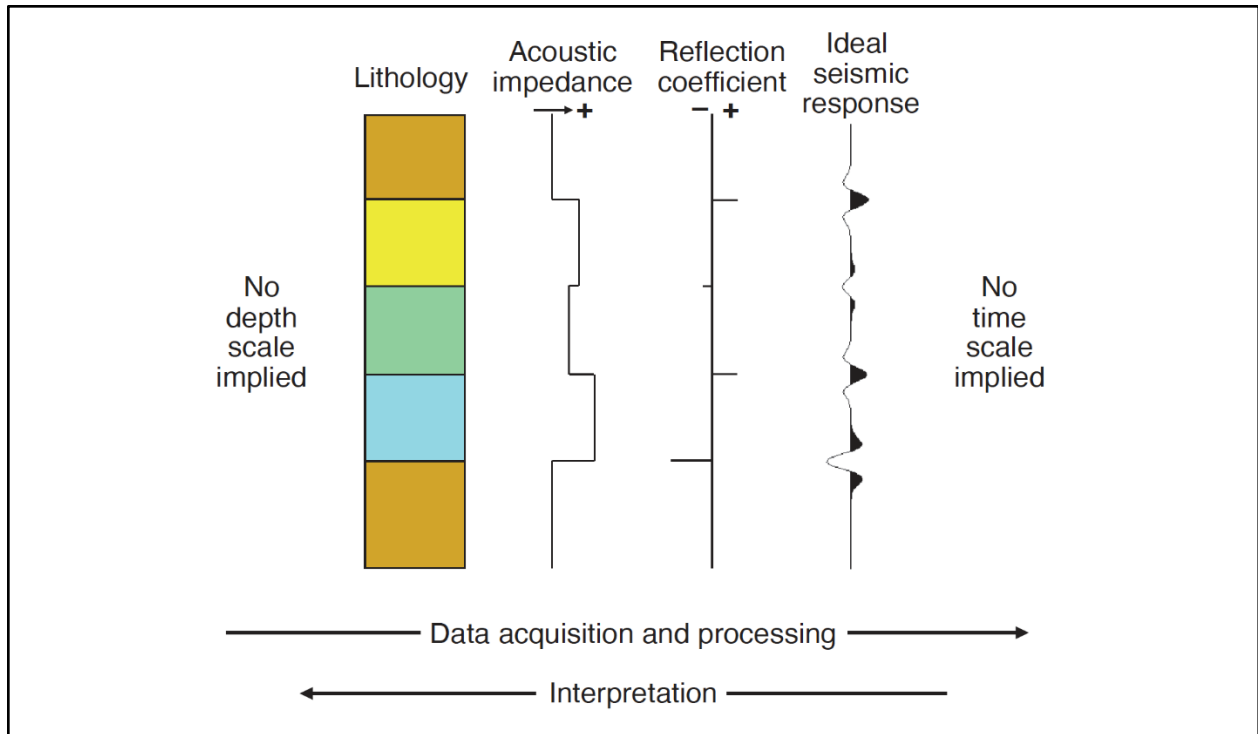 Lithology
Acoustic
impedance
+
Reflection
coefficient
− +
Ideal
seismic
response
No
depth
scale
implied
No
time
scale
implied
Data acquisition and processing
Interpretation